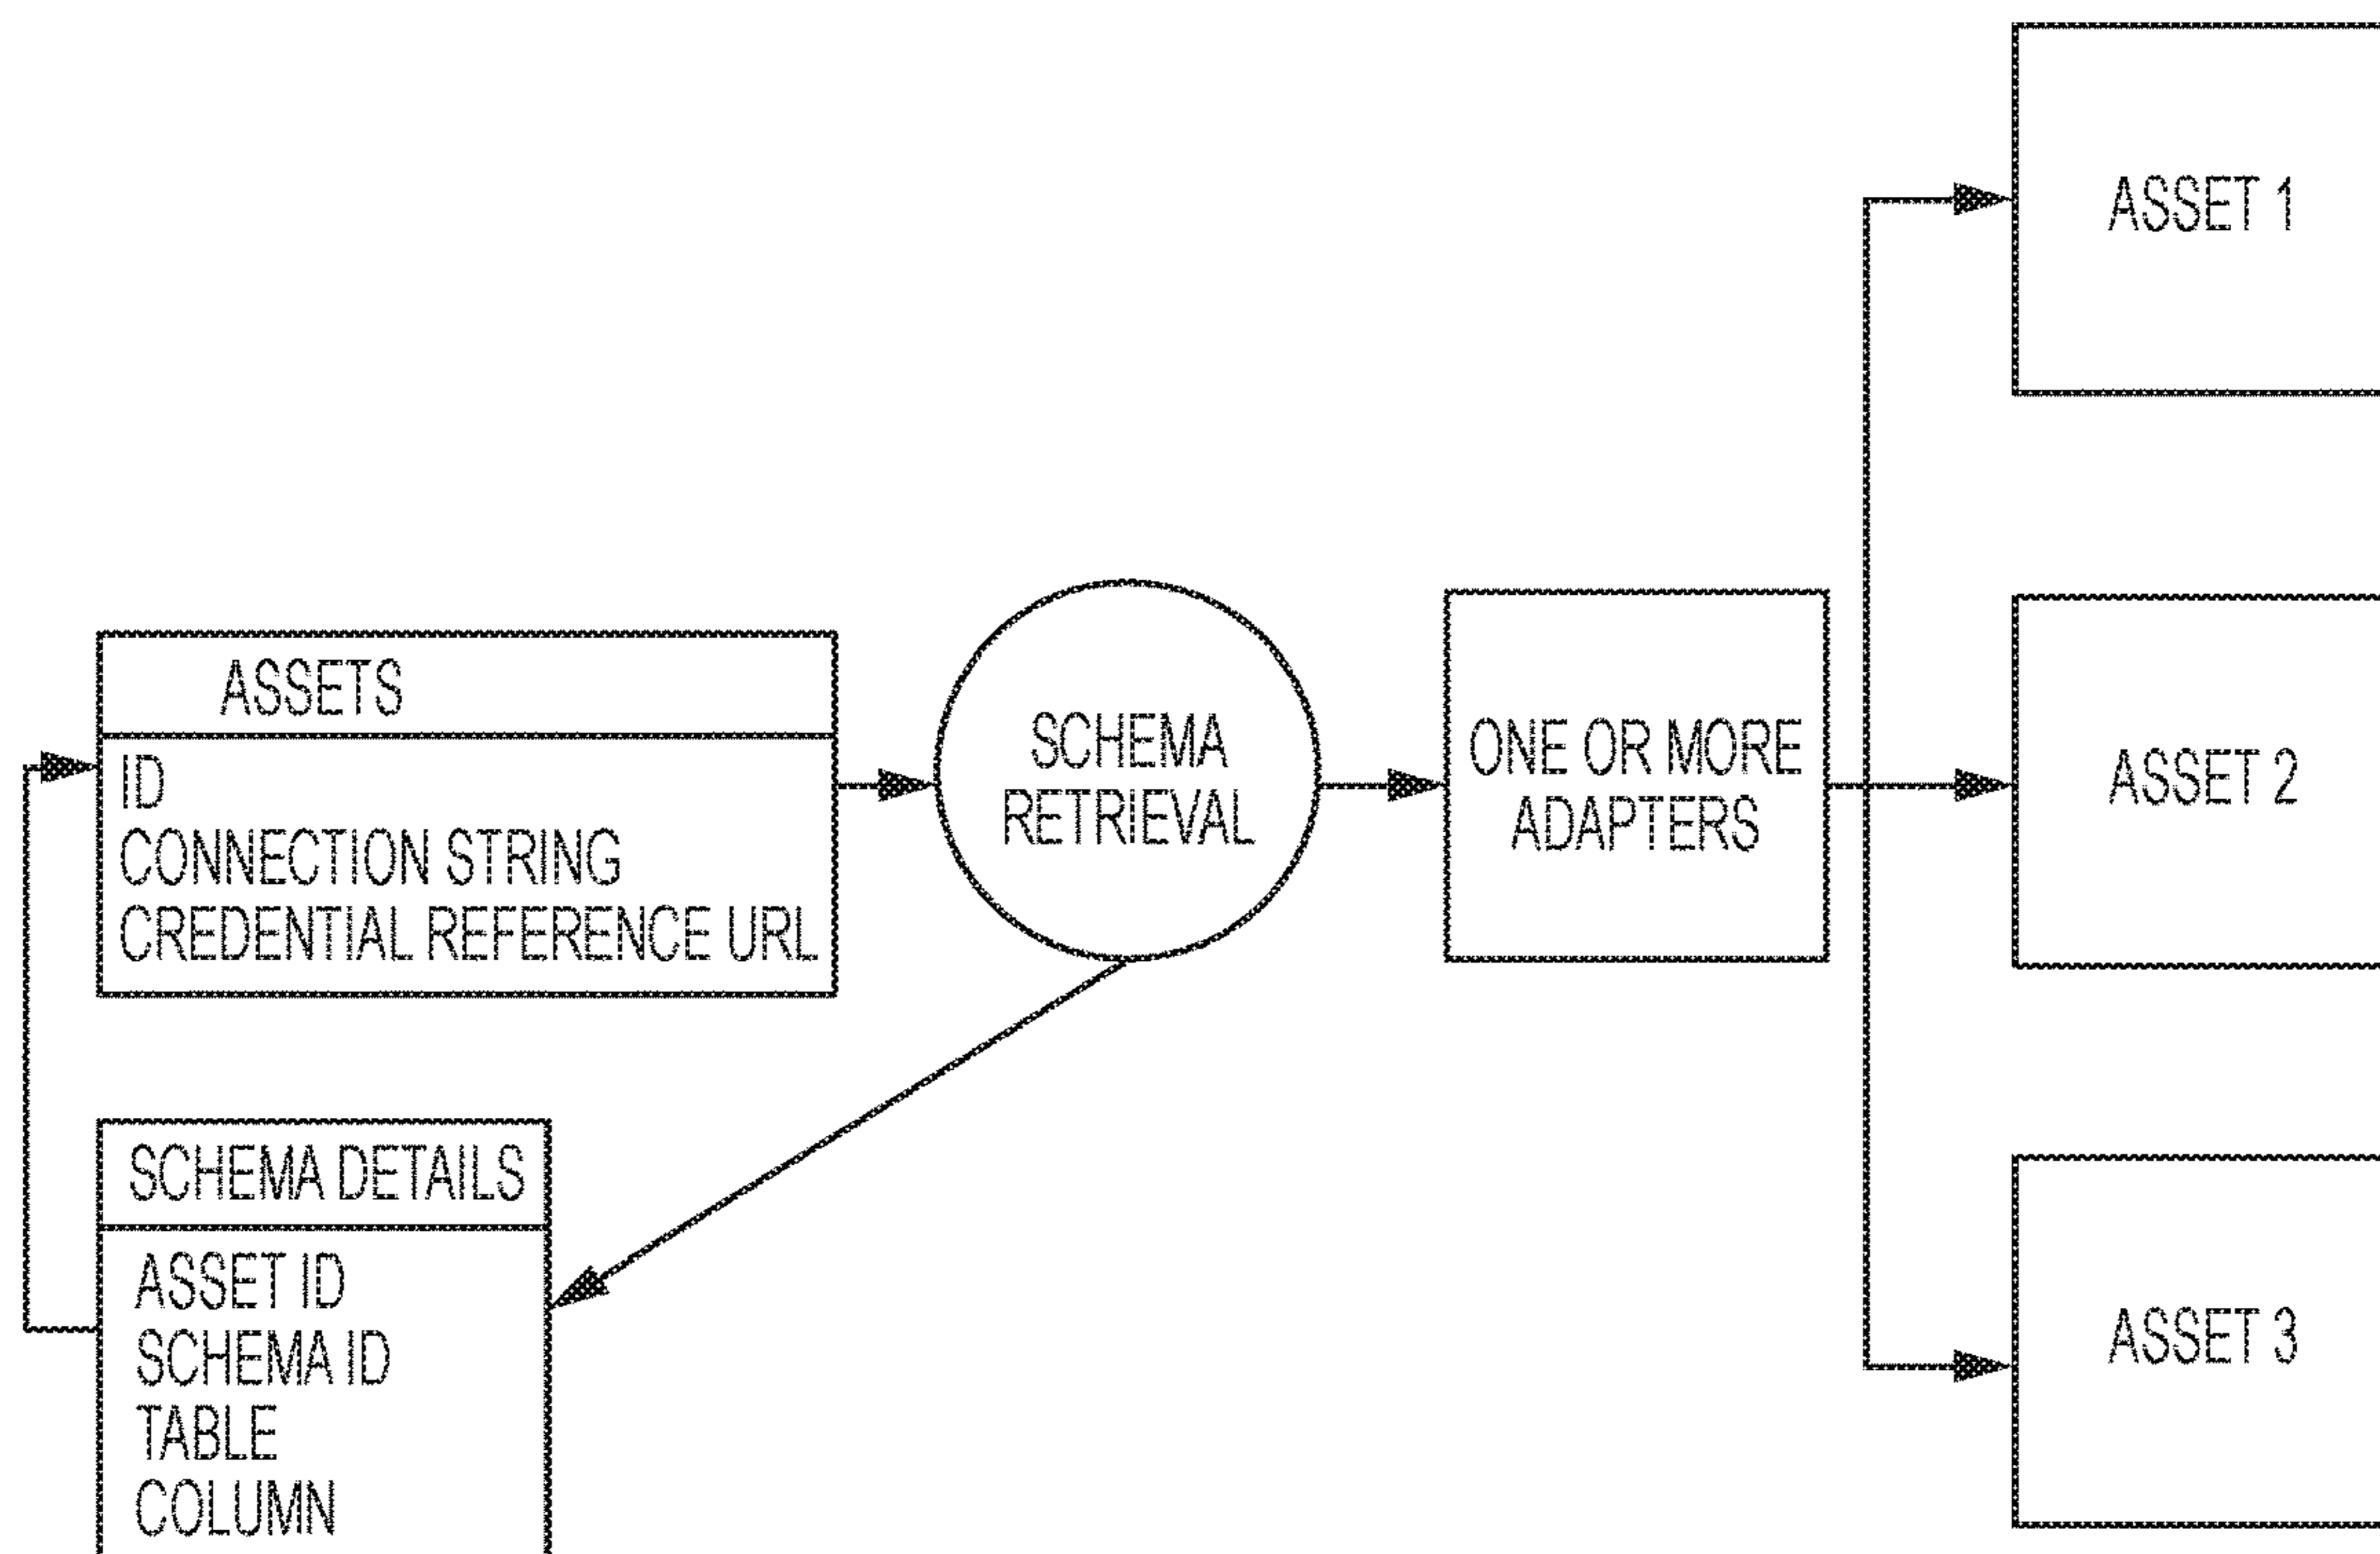 ASSETS
ID
CONNECTION STRING
CREDENTIAL REFERENCE URL
SCHEMA DETAILS
ASSET ID
SCHEMA ID
TABLE
COLUMN
SCHEMA
RETRIEVAL
ONE OR MORE
ADAPTERS
ASSET 1
ASSET 2
ASSET 3